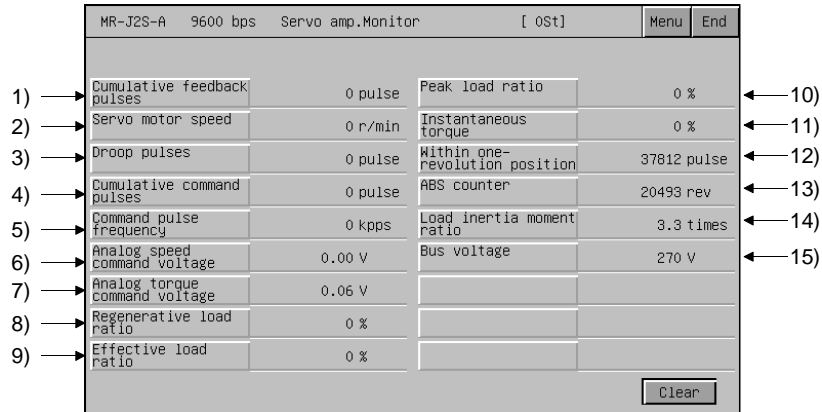 MR-J2S-A 9600 bps Servo amp.Monitor [ 0St] Menu End
1) Cumulative feedback pulses 0 pulse
2) Servo motor speed 0 r/min
3) Droop pulses 0 pulse
4) Cumulative command pulses 0 pulse
5) Command pulse frequency 0 kpps
6) Analog speed command voltage 0.00 V
7) Analog torque command voltage 0.06 V
8) Regenerative load ratio 0 %
9) Effective load ratio 0 %
Peak load ratio 0 % 10)
Instantaneous torque 0 % 11)
Within one-revolution position 37812 pulse 12)
ABS counter 20493 rev 13)
Load inertia moment ratio 3.3 times 14)
Bus voltage 270 V 15)
Clear